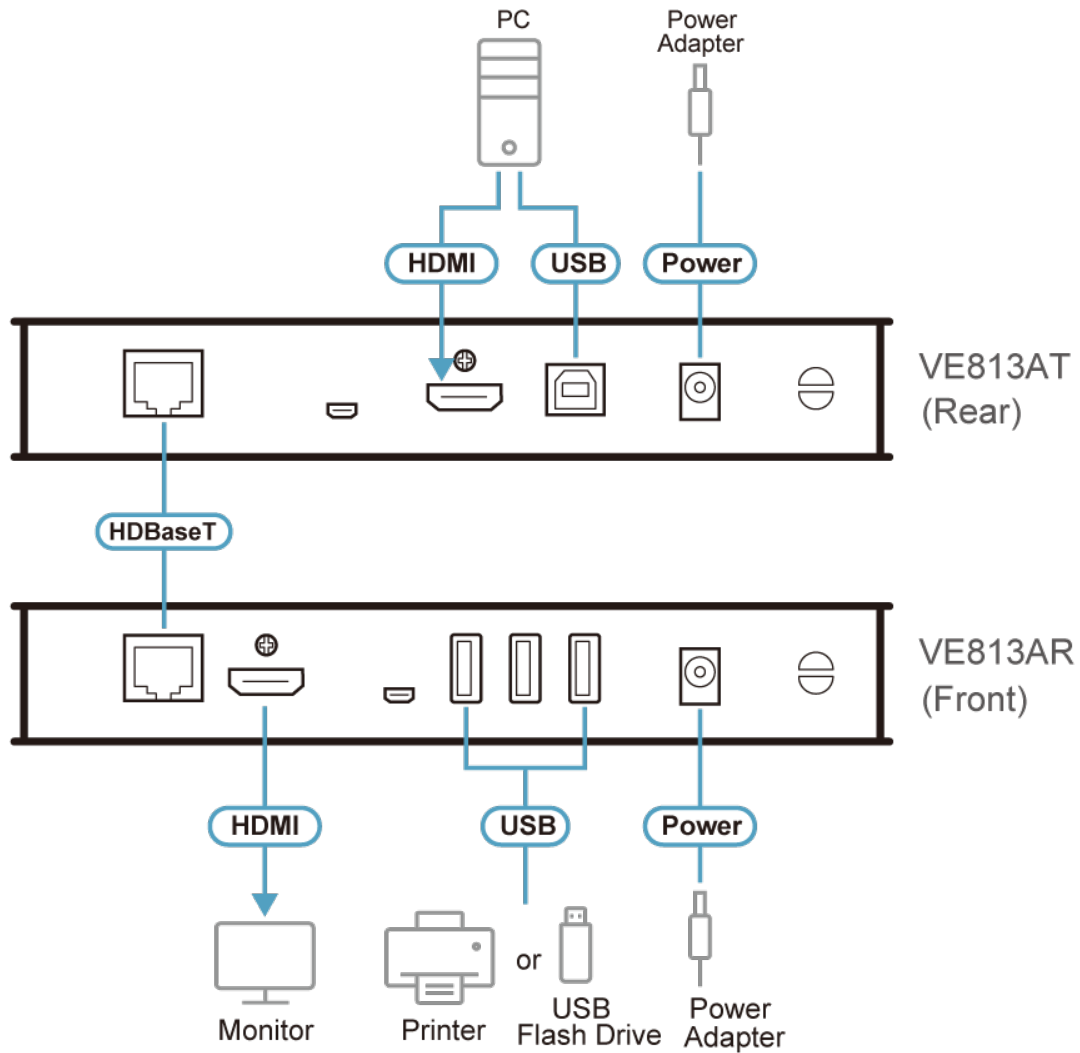 PC
Power
Adapter
HDMI
USB
Power
VE813AT
(Rear)
HDBaseT
VE813AR
(Front)
HDMI
USB
Power
Monitor
Printer
or
USB
Flash Drive
Power
Adapter